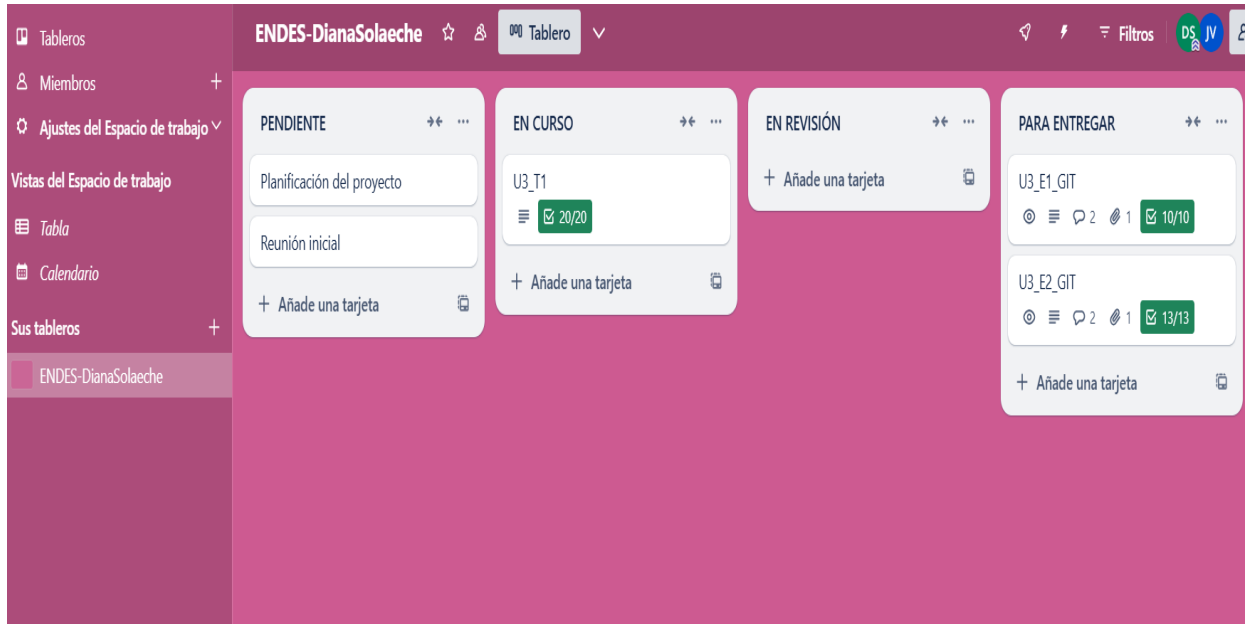 Tableros
Miembros
Ajustes del Espacio de trabajo
Vistas del Espacio de trabajo
Tabla
Calendario
Sus tableros
ENDES-DianaSolaeche
ENDES-DianaSolaeche
Tablero
Filtros
DS
JV
PENDIENTE
Planificación del proyecto
Reunión inicial
+ Añade una tarjeta
EN CURSO
U3_T1
20/20
+ Añade una tarjeta
EN REVISIÓN
+ Añade una tarjeta
PARA ENTREGAR
U3_E1_GIT
2 1 10/10
U3_E2_GIT
2 1 13/13
+ Añade una tarjeta